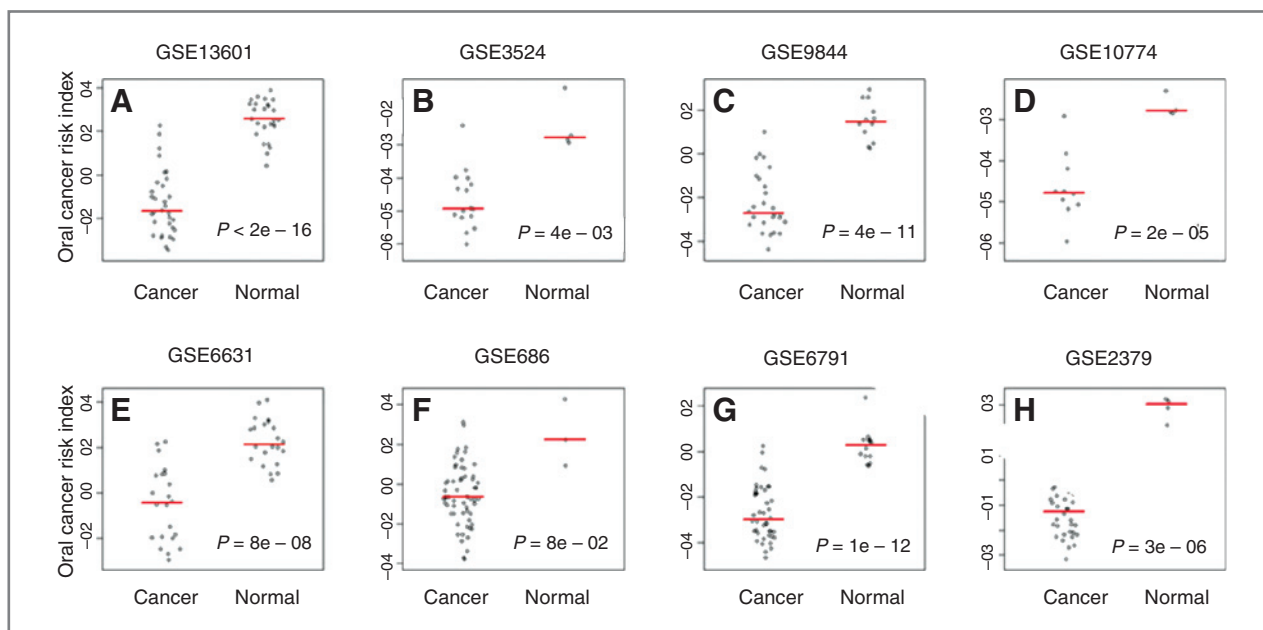 GSE13601 GSE3524 GSE9844 GSE10774
Oral cancer risk index
A
04
02
00
−02
P < 2e − 16
Cancer Normal
B
−02
−03
−04
−05
−06
P = 4e − 03
Cancer Normal
C
02
00
−02
−04
P = 4e − 11
Cancer Normal
D
−03
−04
−05
−06
P = 2e − 05
Cancer Normal
GSE6631 GSE686 GSE6791 GSE2379
Oral cancer risk index
E
04
02
00
−02
P = 8e − 08
Cancer Normal
F
04
02
00
−02
−04
P = 8e − 02
Cancer Normal
G
02
00
−02
−04
P = 1e − 12
Cancer Normal
H
03
01
−01
−03
P = 3e − 06
Cancer Normal